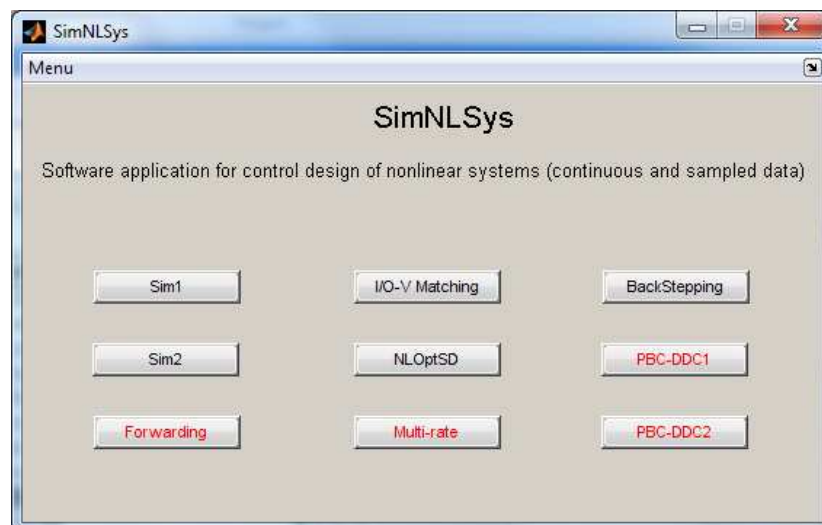 SimNLSys
Menu
SimNLSys
Software application for control design of nonlinear systems (continuous and sampled data)
Sim1 I/O-V Matching BackStepping
Sim2 NLOptSD PBC-DDC1
Forwarding Multi-rate PBC-DDC2